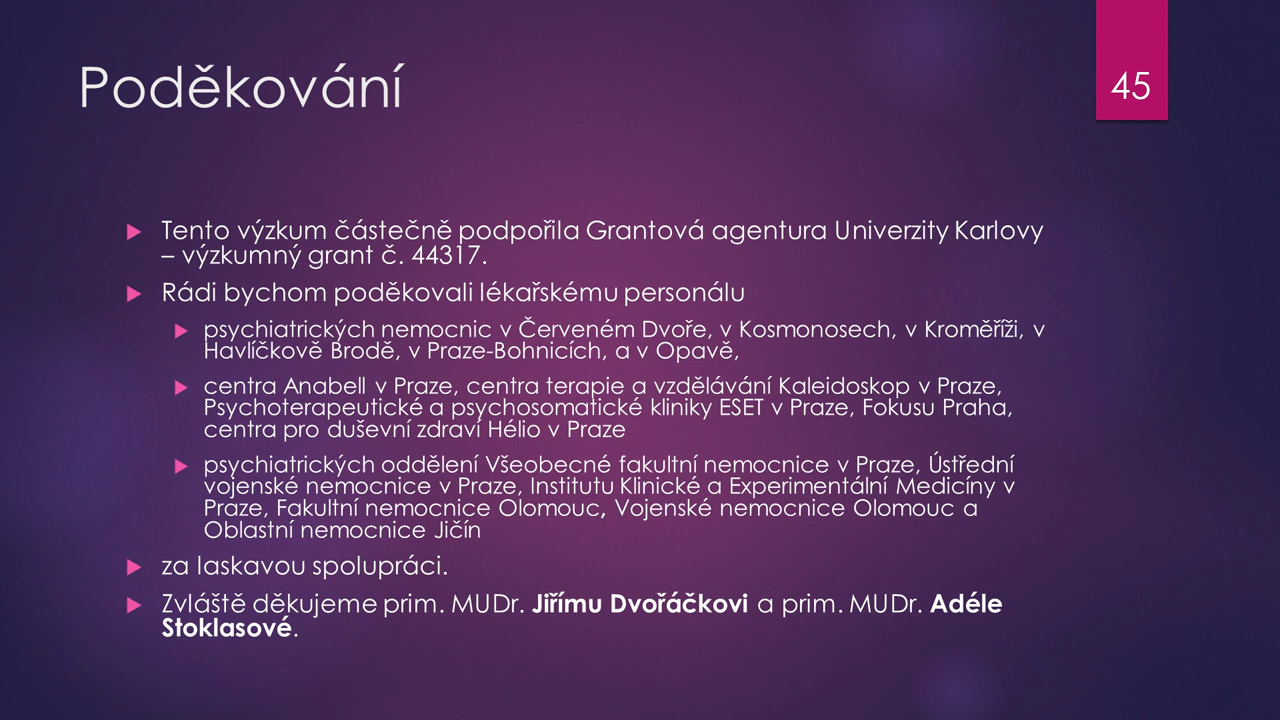 Poděkování
45
Tento výzkum částečně podpořila Grantová agentura Univerzity Karlovy
– výzkumný grant č. 44317.
Rádi bychom poděkovali lékařskému personálu
psychiatrických nemocnic v Červeném Dvoře, v Kosmonosech, v Kroměříži, v
Havlíčkově Brodě, v Praze-Bohnicích, a v Opavě,
centra Anabell v Praze, centra terapie a vzdělávání Kaleidoskop v Praze,
Psychoterapeutické a psychosomatické kliniky ESET v Praze, Fokusu Praha,
centra pro duševní zdraví Hélio v Praze
psychiatrických oddělení Všeobecné fakultní nemocnice v Praze, Ústřední
vojenské nemocnice v Praze, Institutu Klinické a Experimentální Medicíny v
Praze, Fakultní nemocnice Olomouc, Vojenské nemocnice Olomouc a
Oblastní nemocnice Jičín
za laskavou spolupráci.
Zvláště děkujeme prim. MUDr. Jiřímu Dvořáčkovi a prim. MUDr. Adéle
Stoklasové.